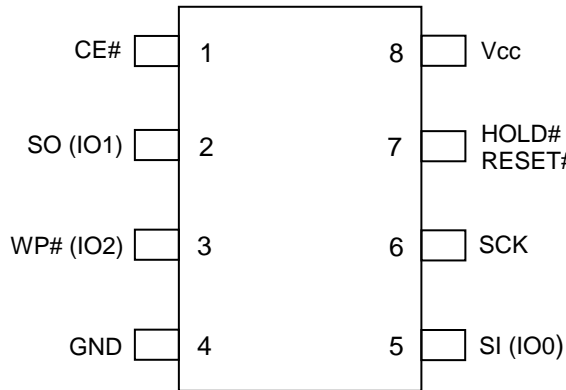 CE# 1 8 Vcc
SO (IO1) 2 7 HOLD#
RESET#
WP# (IO2) 3 6 SCK
GND 4 5 SI (IO0)